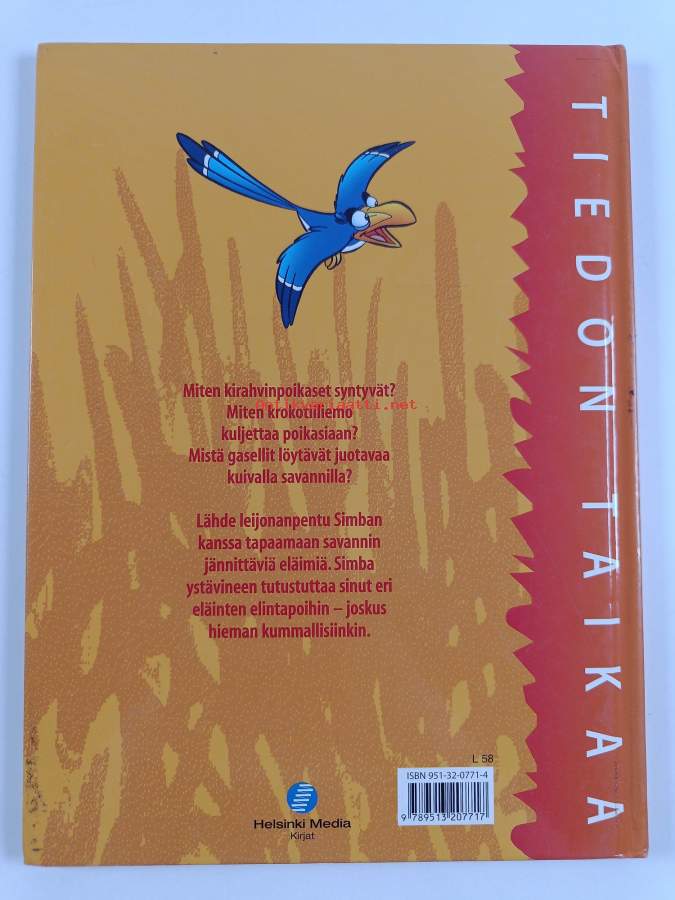 TIEDON TAIKAA
Miten kirahvinpoikaset syntyvät?
Miten krokotiiliemo
antikvariaatti.net
kuljettaa poikasiaan?
Mistä gasellit löytävät juotavaa
kuivalla savannilla?
Lähde leijonanpentu Simban
kanssa tapaamaan savannin
jännittäviä eläimiä. Simba
ystävineen tutustuttaa sinut eri
eläinten elintapoihin – joskus
hieman kummallisiinkin.
L 58
ISBN 951-32-0771-4
9 789513 207717
Helsinki Media
Kirjat